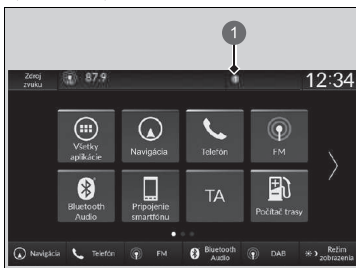 1
Zdroj
zvuku
87.9
12:34
Všetky
aplikácie
Navigácia
Telefón
FM
Bluetooth
Audio
Pripojenie
smartfónu
TA
Počítač trasy
Navigácia
Telefón
FM
Bluetooth
Audio
DAB
Režim
zobrazenia